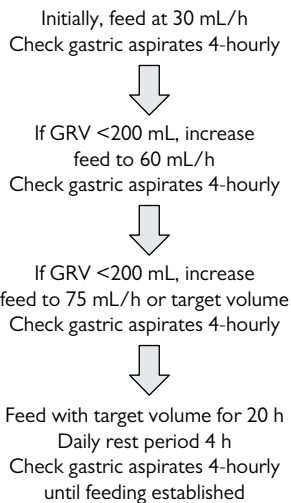 Initially, feed at 30 mL/h
Check gastric aspirates 4-hourly
If GRV <200 mL, increase
feed to 60 mL/h
Check gastric aspirates 4-hourly
If GRV <200 mL, increase
feed to 75 mL/h or target volume
Check gastric aspirates 4-hourly
Feed with target volume for 20 h
Daily rest period 4 h
Check gastric aspirates 4-hourly
until feeding established